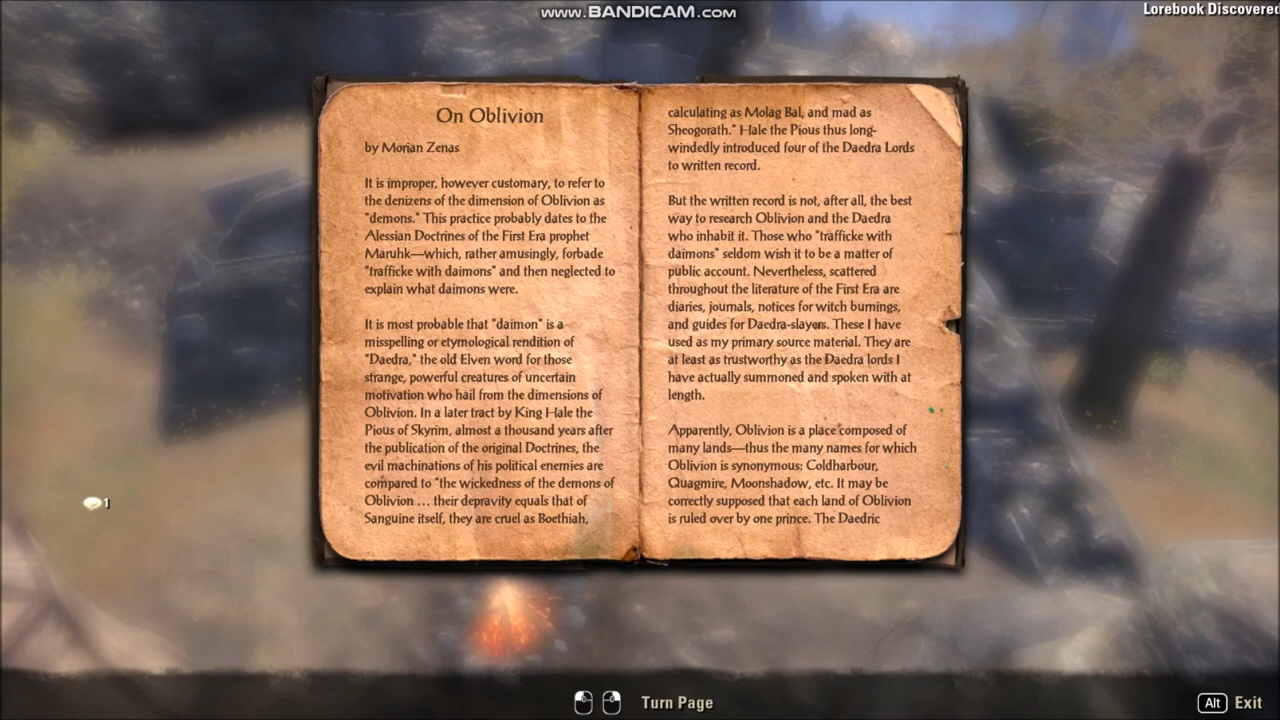 www.BANDICAM.com
Lorebook Discovered
On Oblivion
by Morian Zenas
It is improper, however customary, to refer to
the denizens of the dimension of Oblivion as
"demons." This practice probably dates to the
Alessian Doctrines of the First Era prophet
Maruhk—which, rather amusingly, forbade
"trafficke with daimons" and then neglected to
explain what daimons were.
It is most probable that "daimon" is a
misspelling or etymological rendition of
"Daedra," the old Elven word for those
strange, powerful creatures of uncertain
motivation who hail from the dimensions of
Oblivion. In a later tract by King Hale the
Pious of Skyrim, almost a thousand years after
the publication of the original Doctrines, the
evil machinations of his political enemies are
compared to "the wickedness of the demons of
Oblivion ... their depravity equals that of
Sanguine itself, they are cruel as Boethiah,
calculating as Molag Bal, and mad as
Sheogorath." Hale the Pious thus long-
windedly introduced four of the Daedra Lords
to written record.
But the written record is not, after all, the best
way to research Oblivion and the Daedra
who inhabit it. Those who "trafficke with
daimons" seldom wish it to be a matter of
public account. Nevertheless, scattered
throughout the literature of the First Era are
diaries, journals, notices for witch burnings,
and guides for Daedra-slayers. These I have
used as my primary source material. They are
at least as trustworthy as the Daedra lords I
have actually summoned and spoken with at
length.
Apparently, Oblivion is a place composed of
many lands—thus the many names for which
Oblivion is synonymous: Coldharbour,
Quagmire, Moonshadow, etc. It may be
correctly supposed that each land of Oblivion
is ruled over by one prince. The Daedric
1
Turn Page
Alt Exit